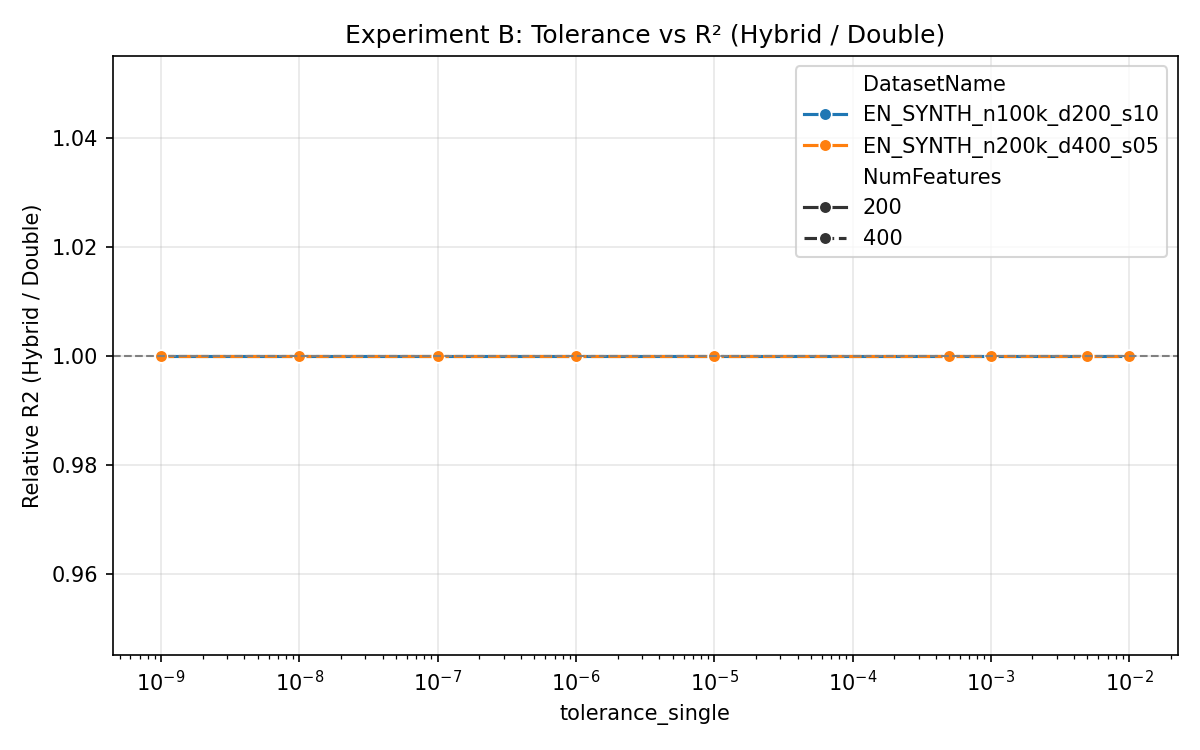 Experiment B: Tolerance vs R² (Hybrid / Double)
DatasetName
EN_SYNTH_n100k_d200_s10
EN_SYNTH_n200k_d400_s05
NumFeatures
200
400
Relative R2 (Hybrid / Double)
1.04
1.02
1.00
0.98
0.96
10⁻⁹ 10⁻⁸ 10⁻⁷ 10⁻⁶ 10⁻⁵ 10⁻⁴ 10⁻³ 10⁻²
tolerance_single